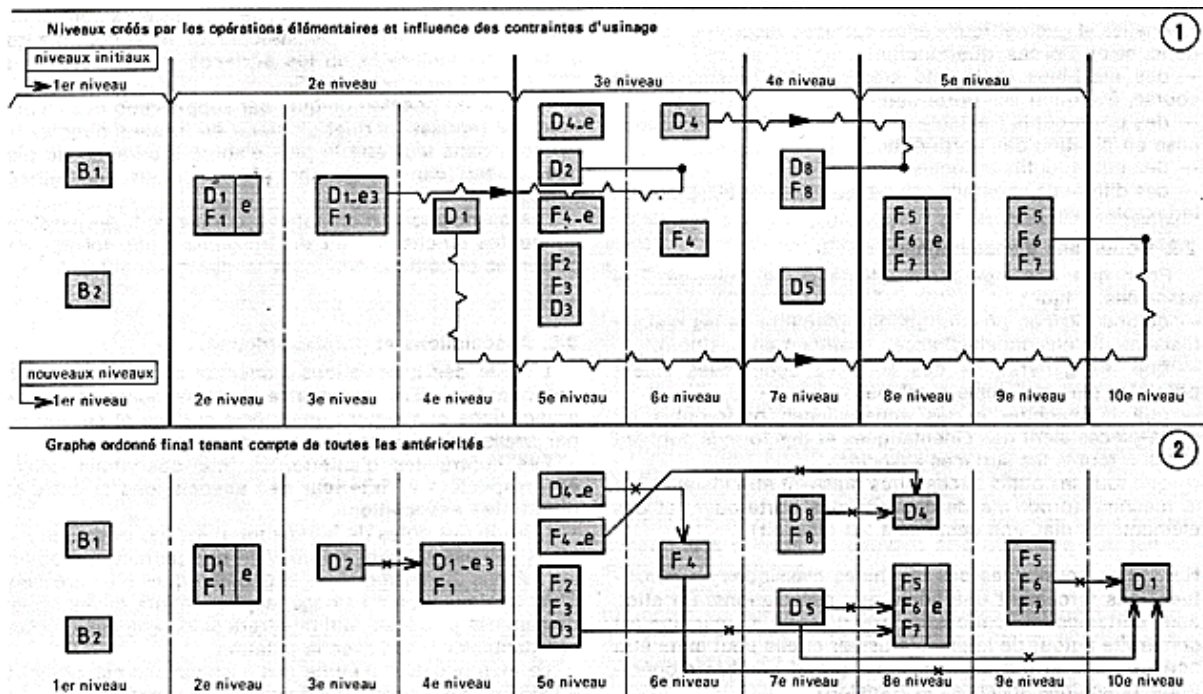 Niveaux créés par les opérations élémentaires et influence des contraintes d'usinage
1
niveaux initiaux
1er niveau
2e niveau
3e niveau
4e niveau
5e niveau
B1
B2
D1
F1
e
D1-e3
F1
D1
D4-e
D2
F4-e
F2
F3
D3
D4
F4
D8
F8
D5
F5
F6
F7
e
F5
F6
F7
nouveaux niveaux
1er niveau
2e niveau
3e niveau
4e niveau
5e niveau
6e niveau
7e niveau
8e niveau
9e niveau
10e niveau
Graphe ordonné final tenant compte de toutes les antériorités
2
B1
B2
D1
F1
e
D2
D1-e3
F1
D4-e
F4-e
F2
F3
D3
F4
D8
F8
D5
D4
F5
F6
F7
e
F5
F6
F7
D1
1er niveau
2e niveau
3e niveau
4e niveau
5e niveau
6e niveau
7e niveau
8e niveau
9e niveau
10e niveau